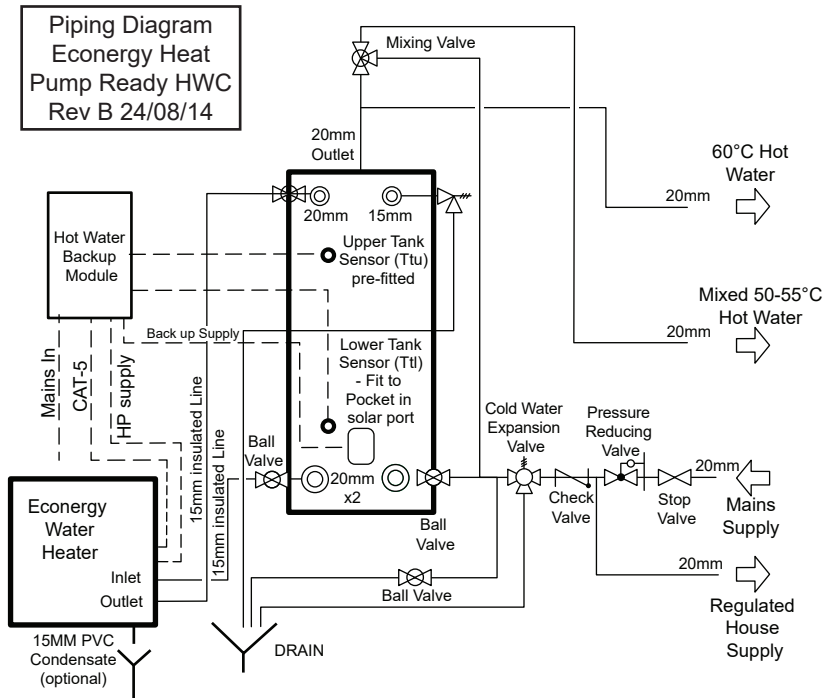 Piping Diagram
Econergy Heat
Pump Ready HWC
Rev B 24/08/14
Mixing Valve
20mm
Outlet
60°C Hot
Water
20mm
20mm
15mm
Hot Water
Backup
Module
Upper Tank
Sensor (Ttu)
pre-fitted
Mixed 50-55°C
Hot Water
20mm
Back up Supply
Lower Tank
Sensor (Ttl)
- Fit to
Pocket in
solar port
Mains In
CAT-5
HP supply
15mm insulated Line
15mm insulated Line
Ball
Valve
Cold Water
Expansion
Valve
Pressure
Reducing
Valve
20mm
x2
20mm
Mains
Supply
Check
Valve
Stop
Valve
Ball
Valve
Econergy
Water
Heater
Inlet
Outlet
Ball Valve
20mm
Regulated
House
Supply
15MM PVC
Condensate
(optional)
DRAIN